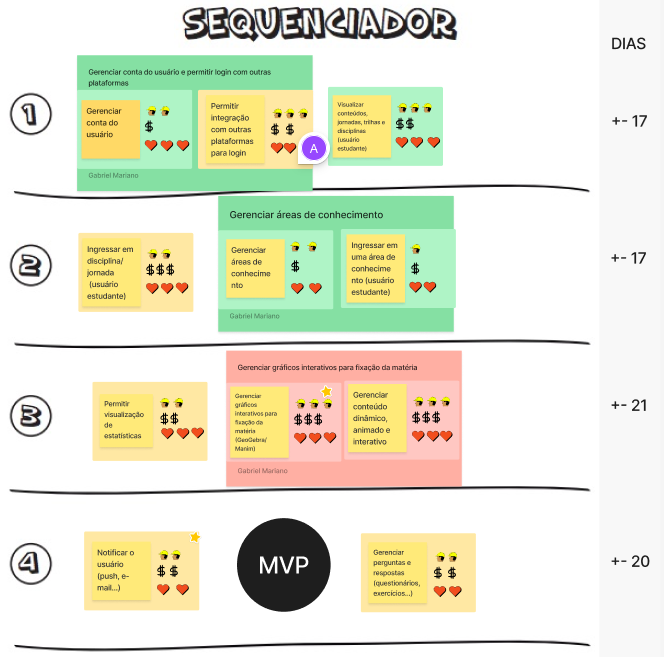 SEQUENCIADOR
DIAS
1
Gerenciar conta do usuário e permitir login com outras
plataformas
Gerenciar
conta do
usuário
$
Permitir
integração
com outras
plataformas
para login
$ $
A
Visualizar
conteúdos,
jornadas, trilhas e
disciplinas
(usuário
estudante)
$$
Gabriel Mariano
+- 17
2
Ingressar em
disciplina/
jornada
(usuário
estudante)
$$$
Gerenciar áreas de conhecimento
Gerenciar
áreas de
conhecime
nto
$
Ingressar em
uma área de
conhecime
nto (usuário
estudante)
$
Gabriel Mariano
+- 17
3
Permitir
visualização
de
estatísticas
$$
Gerenciar gráficos interativos para fixação da matéria
Gerenciar
gráficos
interativos para
fixação da
matéria
(GeoGebra/
Manim)
$$$
Gerenciar
conteúdo
dinâmico,
animado e
interativo
$$$
Gabriel Mariano
+- 21
4
Notificar o
usuário
(push, e-
mail...)
$ $
MVP
Gerenciar
perguntas e
respostas
(questionários,
exercícios...)
$ $
+- 20